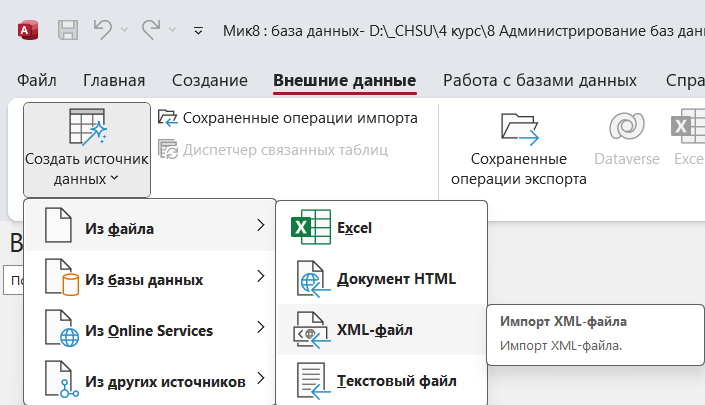 Мик8 : база данных- D:\_CHSU\4 курс\8 Администрирование баз дан
Файл Главная Создание Внешние данные Работа с базами данных Спра
Создать источник данных
Сохраненные операции импорта
Диспетчер связанных таблиц
Сохраненные операции экспорта
Dataverse
Exce
В
По
Из файла
Из базы данных
Из Online Services
Из других источников
Excel
Документ HTML
XML-файл
Текстовый файл
Импорт XML-файла
Импорт XML-файла.